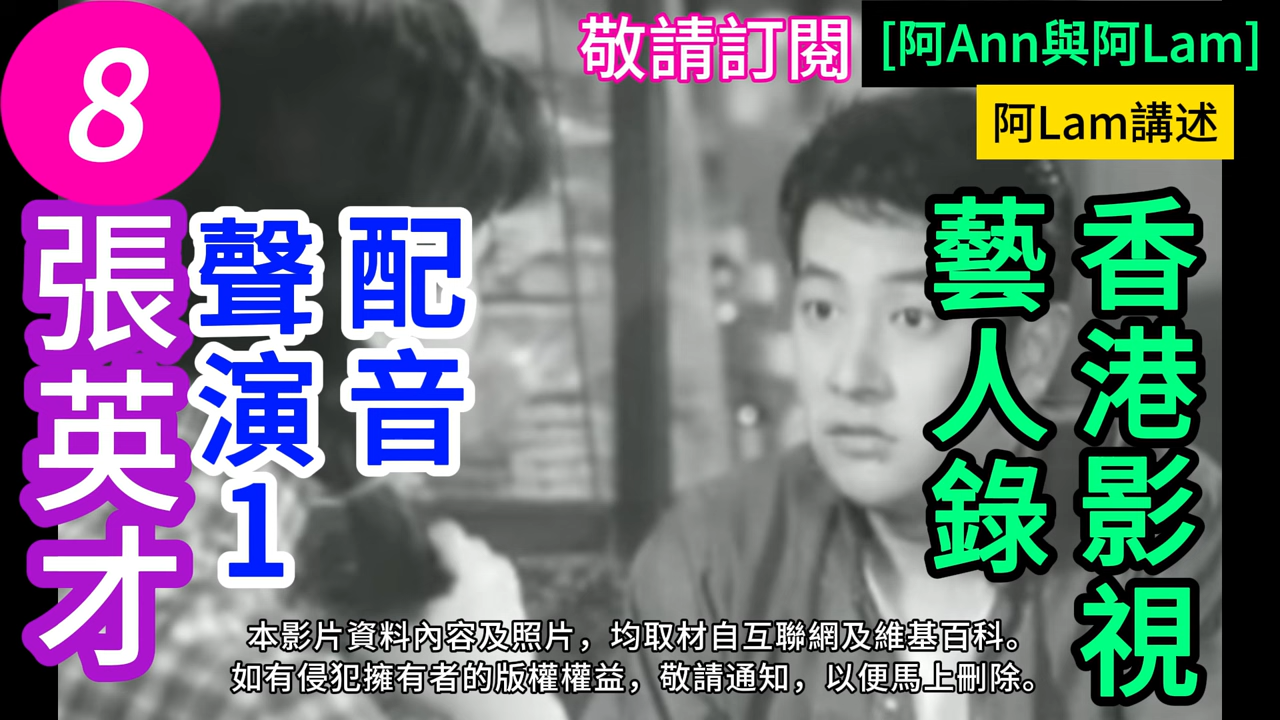 8
敬請訂閱
[阿Ann與阿Lam]
阿Lam講述
香港影視
藝人錄
配音
聲演1
張英才
本影片資料內容及照片，均取材自互聯網及維基百科。
如有侵犯擁有者的版權權益，敬請通知，以便馬上刪除。